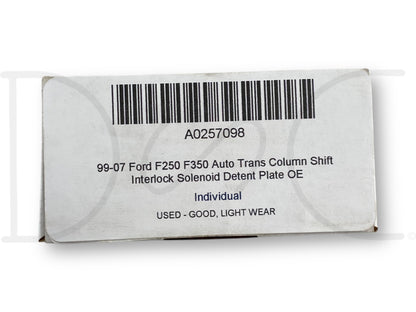 A0257098
99-07 Ford F250 F350 Auto Trans Column Shift
Interlock Solenoid Detent Plate OE
Individual
USED - GOOD, LIGHT WEAR